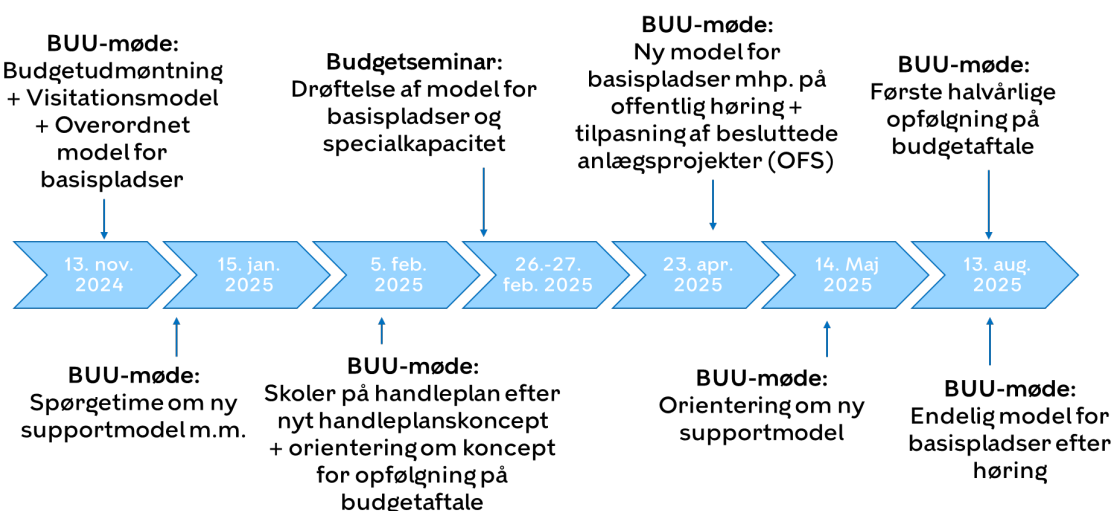 BUU-møde:
Budgetudmøntning
+ Visitationsmodel
+ Overordnet
model for
basispladser
Budgetseminar:
Drøftelse af model for
basispladser og
specialkapacitet
BUU-møde:
Ny model for
basispladser mhp. på
offentlig høring +
tilpasning af besluttede
anlægsprojekter (OFS)
BUU-møde:
Første halvårlige
opfølgning på
budgetaftale
13. nov.
2024
15. jan.
2025
5. feb.
2025
26.-27.
feb. 2025
23. apr.
2025
14. Maj
2025
13. aug.
2025
BUU-møde:
Spørgetime om ny
supportmodel m.m.
BUU-møde:
Skoler på handleplan efter
nyt handleplanskoncept
+ orientering om koncept
for opfølgning på
budgetaftale
BUU-møde:
Orientering om ny
supportmodel
BUU-møde:
Endelig model for
basispladser efter
høring